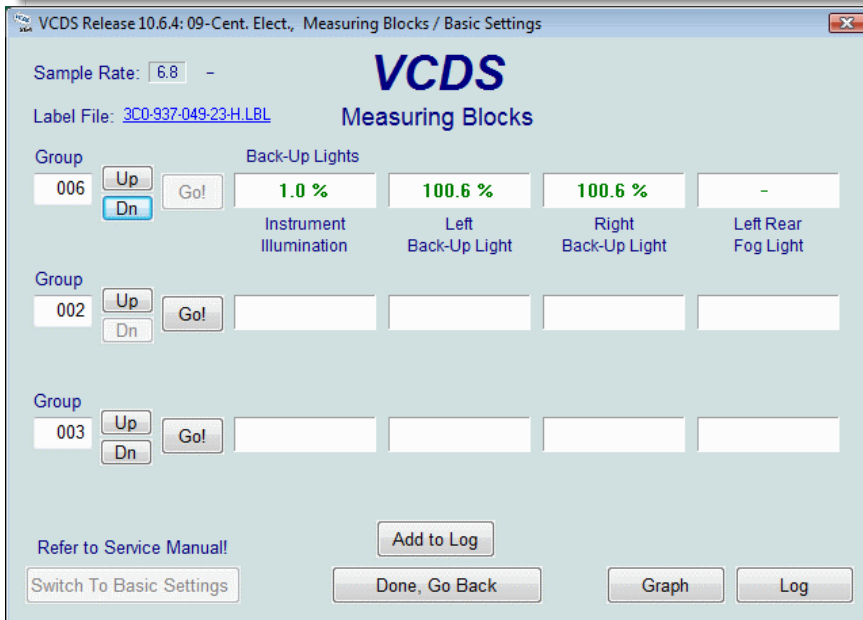 VCDS Release 10.6.4: 09-Cent. Elect., Measuring Blocks / Basic Settings
Sample Rate: 6.8 -
VCDS
Label File: 3C0-937-049-23-H.LBL
Measuring Blocks
Group
Back-Up Lights
006 Up Dn Go! 1.0 % 100.6 % 100.6 % -
Instrument Illumination
Left Back-Up Light
Right Back-Up Light
Left Rear Fog Light
Group
002 Up Dn Go!
Group
003 Up Dn Go!
Refer to Service Manual!
Add to Log
Switch To Basic Settings
Done, Go Back
Graph
Log